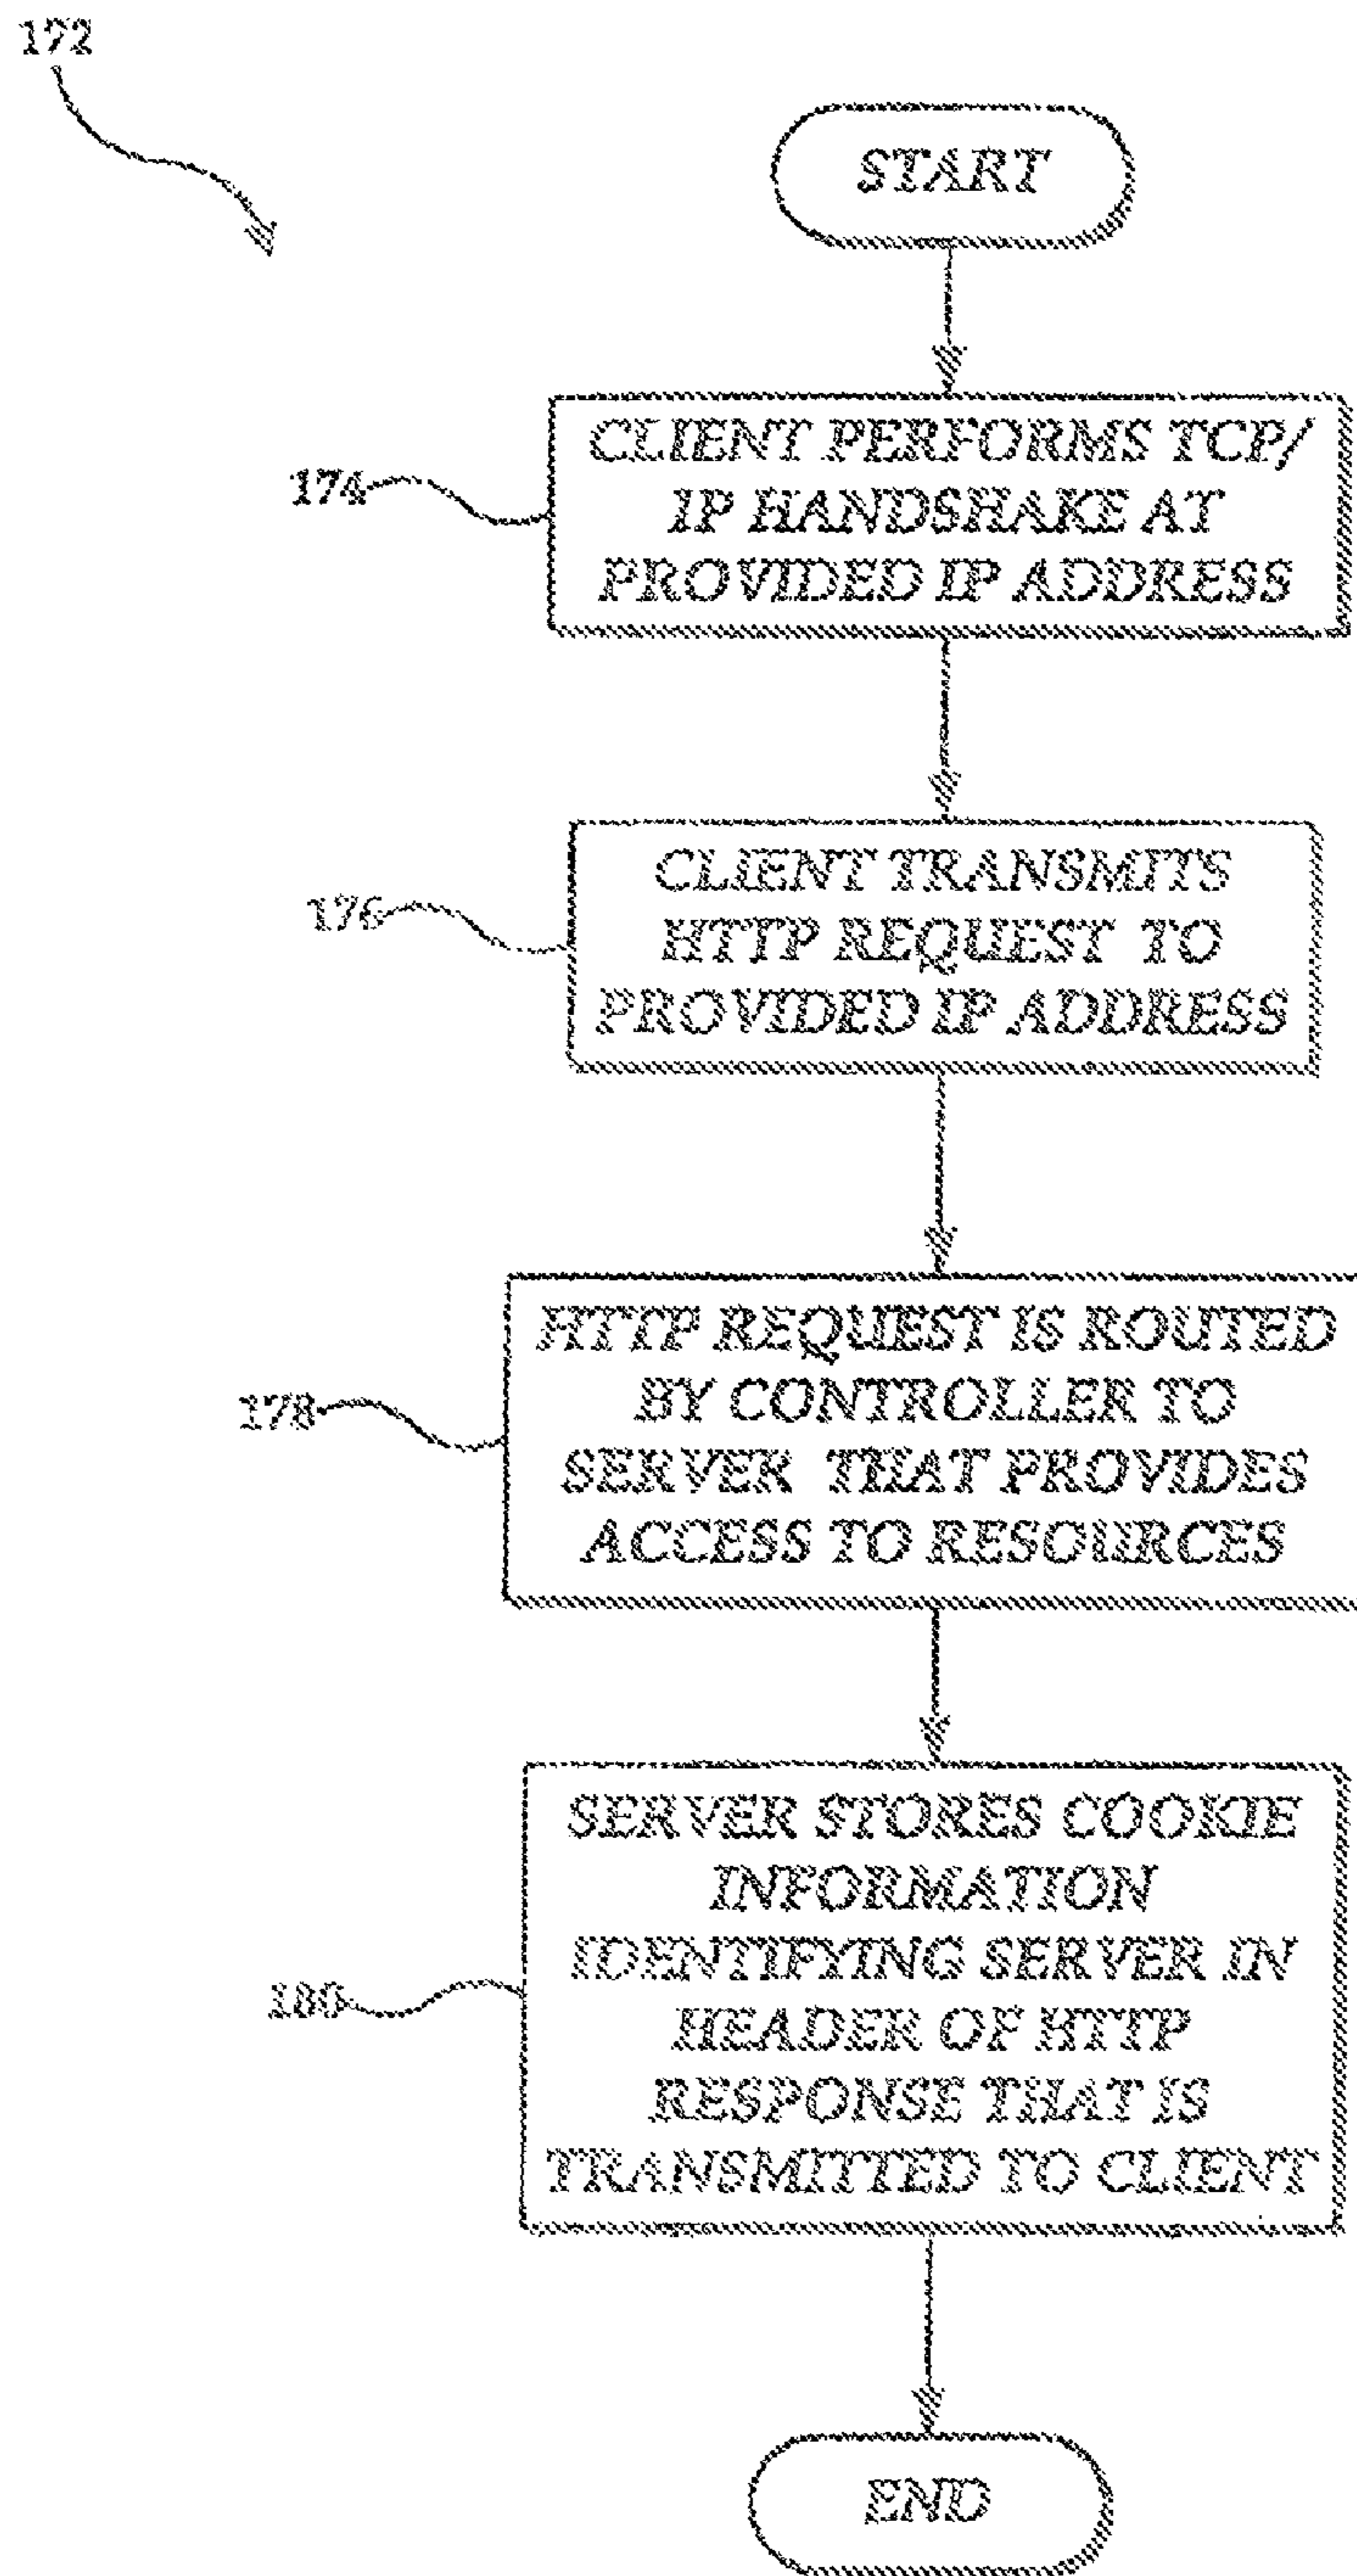 172
START
174
CLIENT PERFORMS TCP/
IP HANDSHAKE AT
PROVIDED IP ADDRESS
176
CLIENT TRANSMITS
HTTP REQUEST TO
PROVIDED IP ADDRESS
178
HTTP REQUEST IS ROUTED
BY CONTROLLER TO
SERVER THAT PROVIDES
ACCESS TO RESOURCES
180
SERVER STORES COOKIE
INFORMATION
IDENTIFYING SERVER IN
HEADER OF HTTP
RESPONSE THAT IS
TRANSMITTED TO CLIENT
END